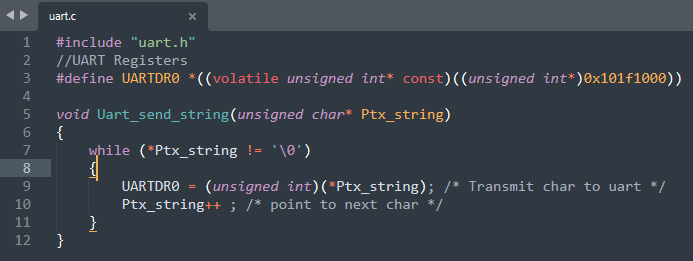 uart.c
1 #include "uart.h"
2 //UART Registers
3 #define UARTDR0 *((volatile unsigned int* const)((unsigned int*)0x101f1000))
4
5 void Uart_send_string(unsigned char* Ptx_string)
6 {
7     while (*Ptx_string != '\0')
8     {
9         UARTDR0 = (unsigned int)(*Ptx_string); /* Transmit char to uart */
10         Ptx_string++ ; /* point to next char */
11     }
12 }